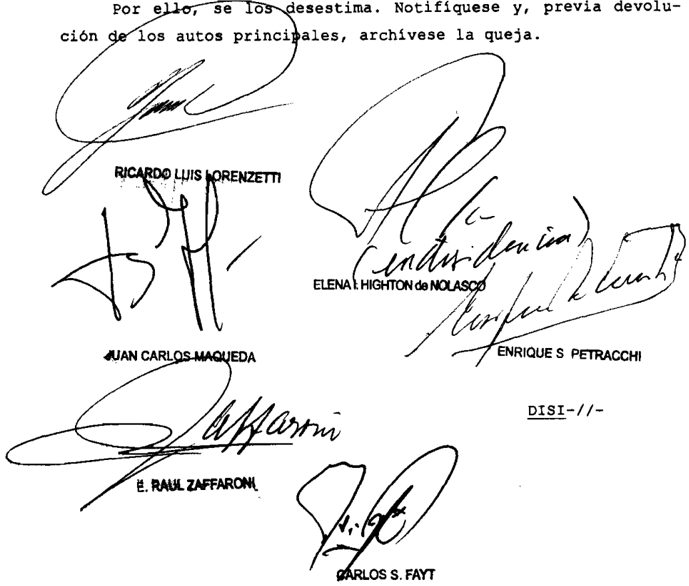 Por ello, se los desestima. Notifíquese y, previa devolu-
ción de los autos principales, archívese la queja.
RICARDO LUIS LORENZETTI
(en disidencia)
ELENA I. HIGHTON de NOLASCO
JUAN CARLOS MAQUEDA
ENRIQUE S PETRACCHI
DISI-//-
Zaffaroni
E. RAUL ZAFFARONI
CARLOS S. FAYT